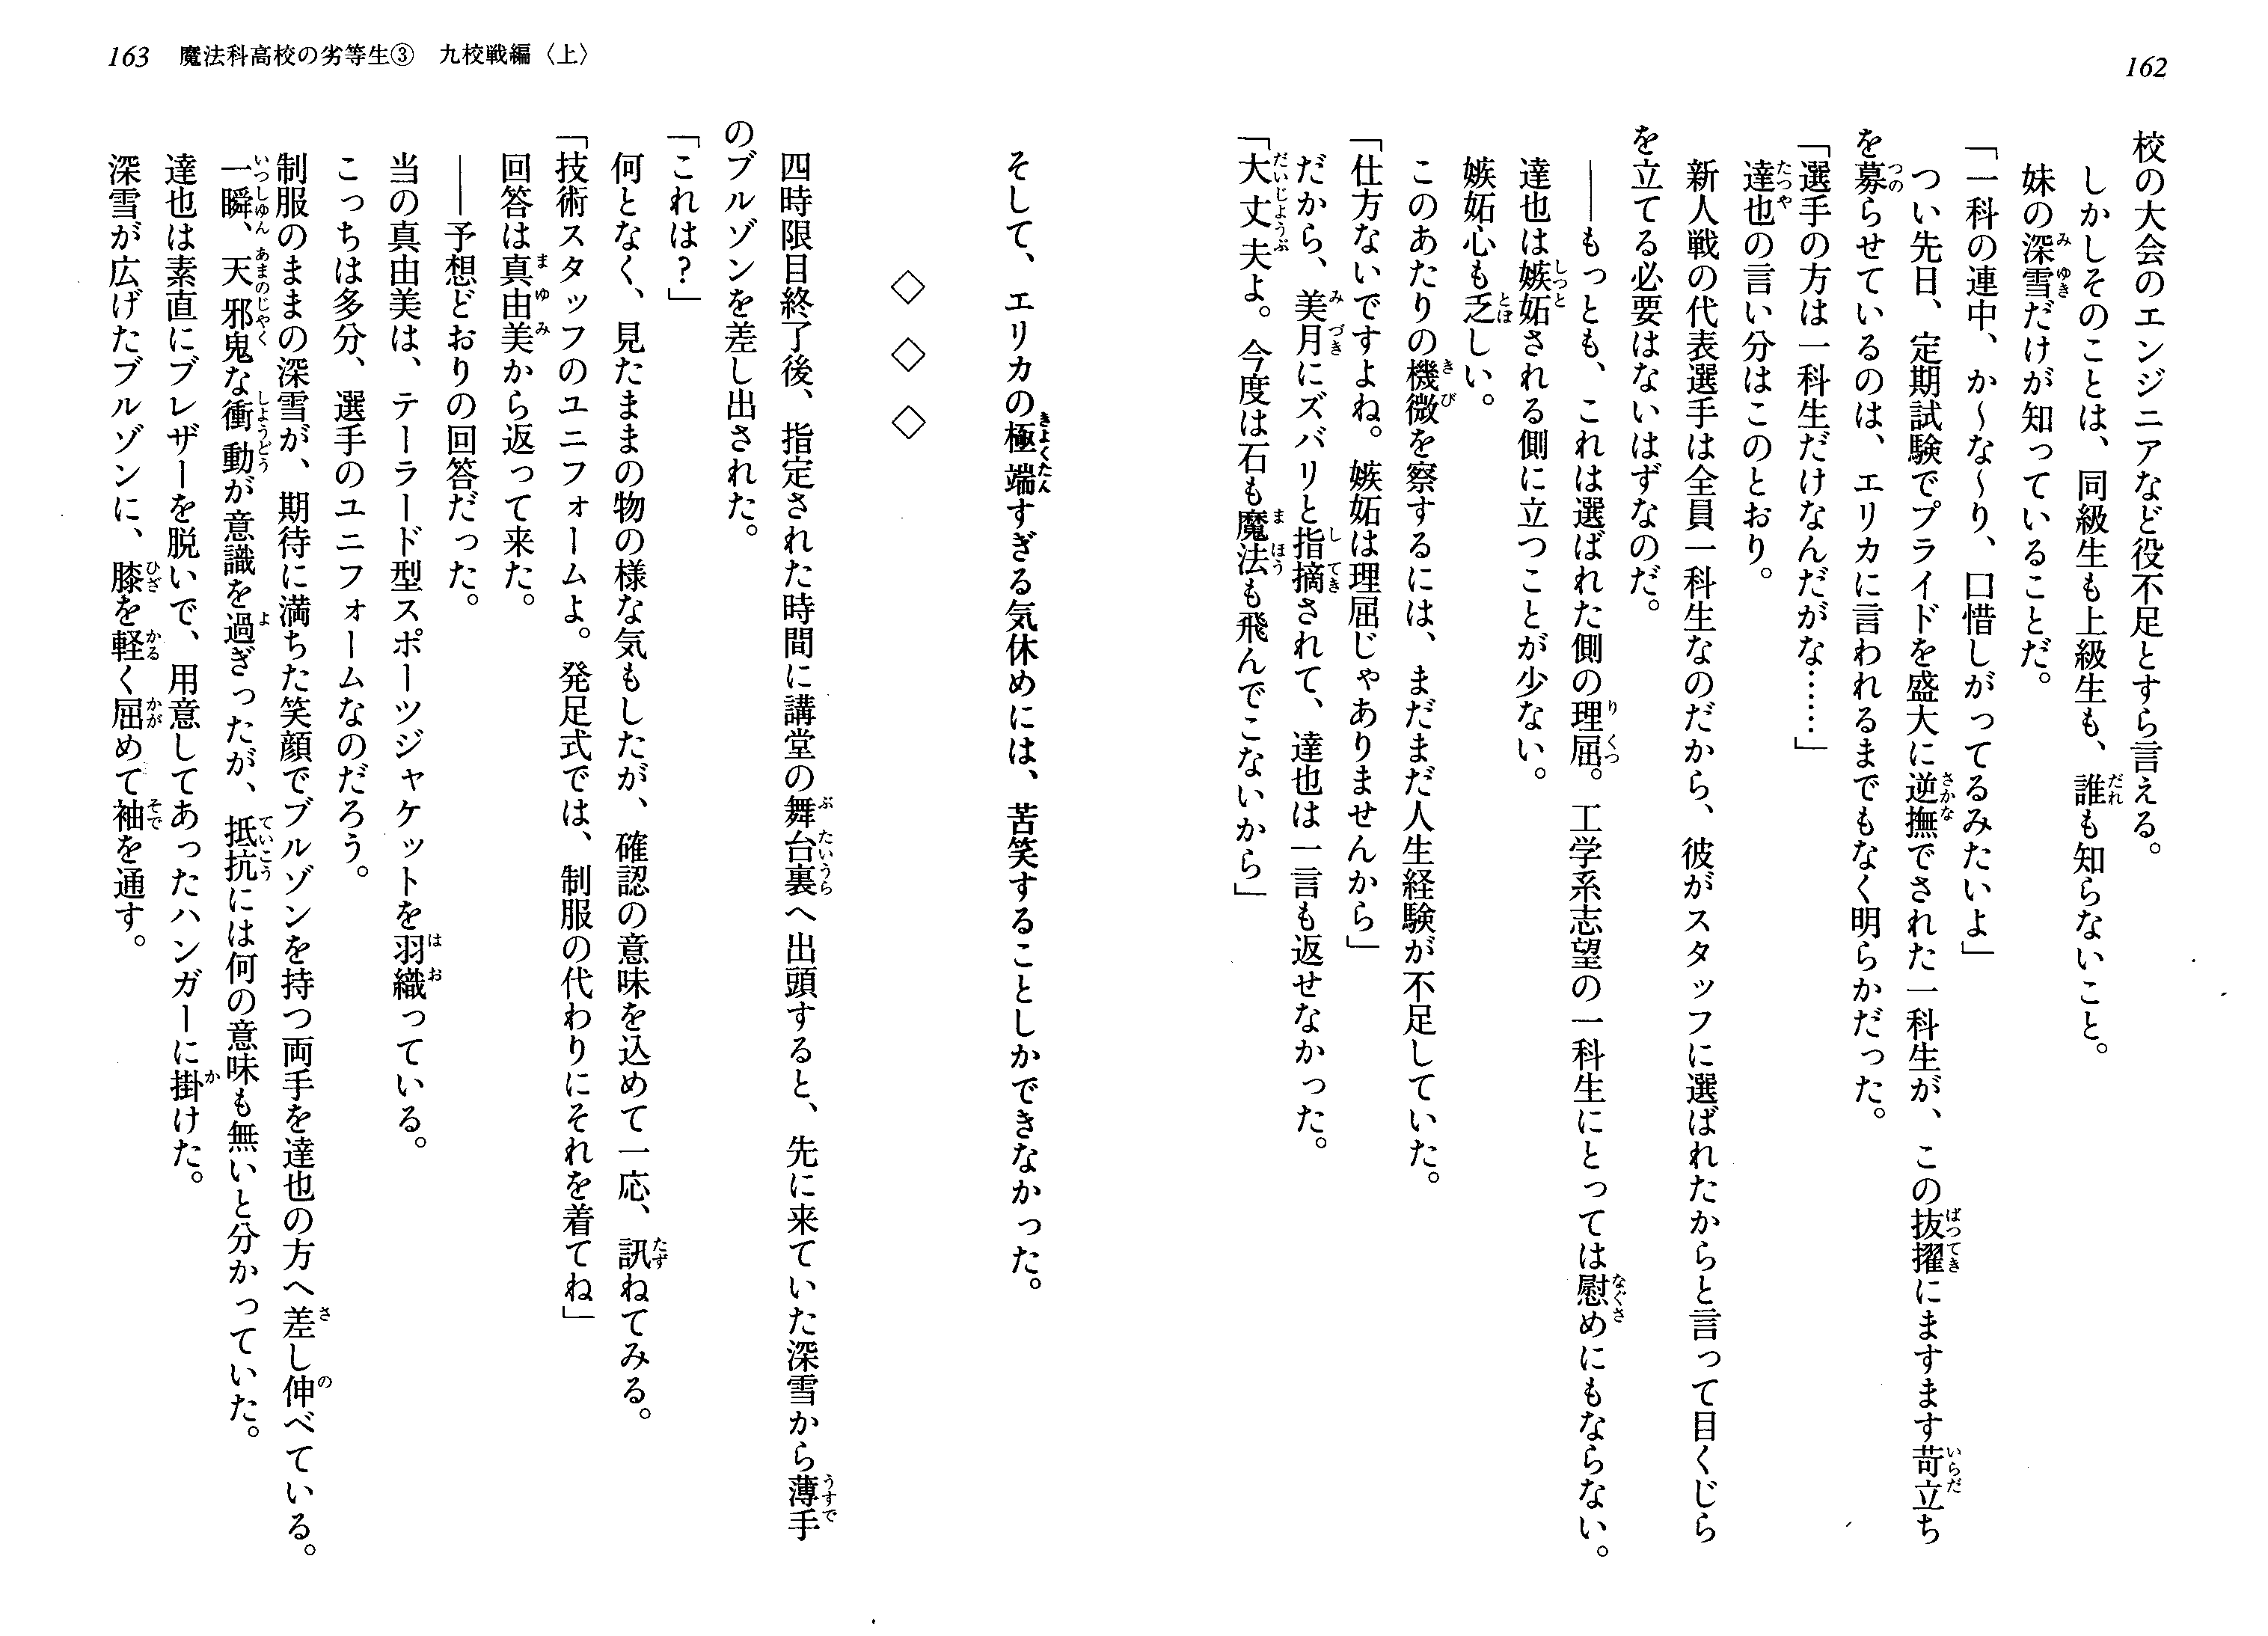 162
校の大会のエンジニアなど役不足とすら言える。
しかしそのことは、同級生も上級生も、誰も知らないこと。
妹の深雪だけが知っていることだ。
「一科の連中、か～な～り、口惜しがってるみたいよ」
つい先日、定期試験でプライドを盛大に逆撫でされた一科生が、この抜擢にますます苛立ち
を募らせているのは、エリカに言われるまでもなく明らかだった。
「選手の方は一科生だけなんだがな……」
達也の言い分はこのとおり。
新人戦の代表選手は全員一科生なのだから、彼がスタッフに選ばれたからと言って目くじら
を立てる必要はないはずなのだ。
――もっとも、これは選ばれた側の理屈。工学系志望の一科生にとっては慰めにもならない。
達也は嫉妬される側に立つことが少ない。
嫉妬心も乏しい。
このあたりの機微を察するには、まだまだ人生経験が不足していた。
「仕方ないですよね。嫉妬は理屈じゃありませんから」
だから、美月にズバリと指摘されて、達也は一言も返せなかった。
「大丈夫よ。今度は石も魔法も飛んでこないから」
163 魔法科高校の劣等生③ 九校戦編〈上〉
そして、エリカの極端すぎる気休めには、苦笑することしかできなかった。
◇ ◇ ◇
四時限目終了後、指定された時間に講堂の舞台裏へ出頭すると、先に来ていた深雪から薄手
のブルゾンを差し出された。
「これは？」
何となく、見たままの物の様な気もしたが、確認の意味を込めて一応、訊ねてみる。
「技術スタッフのユニフォームよ。発足式では、制服の代わりにそれを着てね」
回答は真由美から返って来た。
――予想どおりの回答だった。
当の真由美は、テーラード型スポーツジャケットを羽織っている。
こっちは多分、選手のユニフォームなのだろう。
制服のままの深雪が、期待に満ちた笑顔でブルゾンを持つ両手を達也の方へ差し伸べている。
一瞬、天邪鬼な衝動が意識を過ぎったが、抵抗には何の意味も無いと分かっていた。
達也は素直にブレザーを脱いで、用意してあったハンガーに掛けた。
深雪が広げたブルゾンに、膝を軽く屈めて袖を通す。